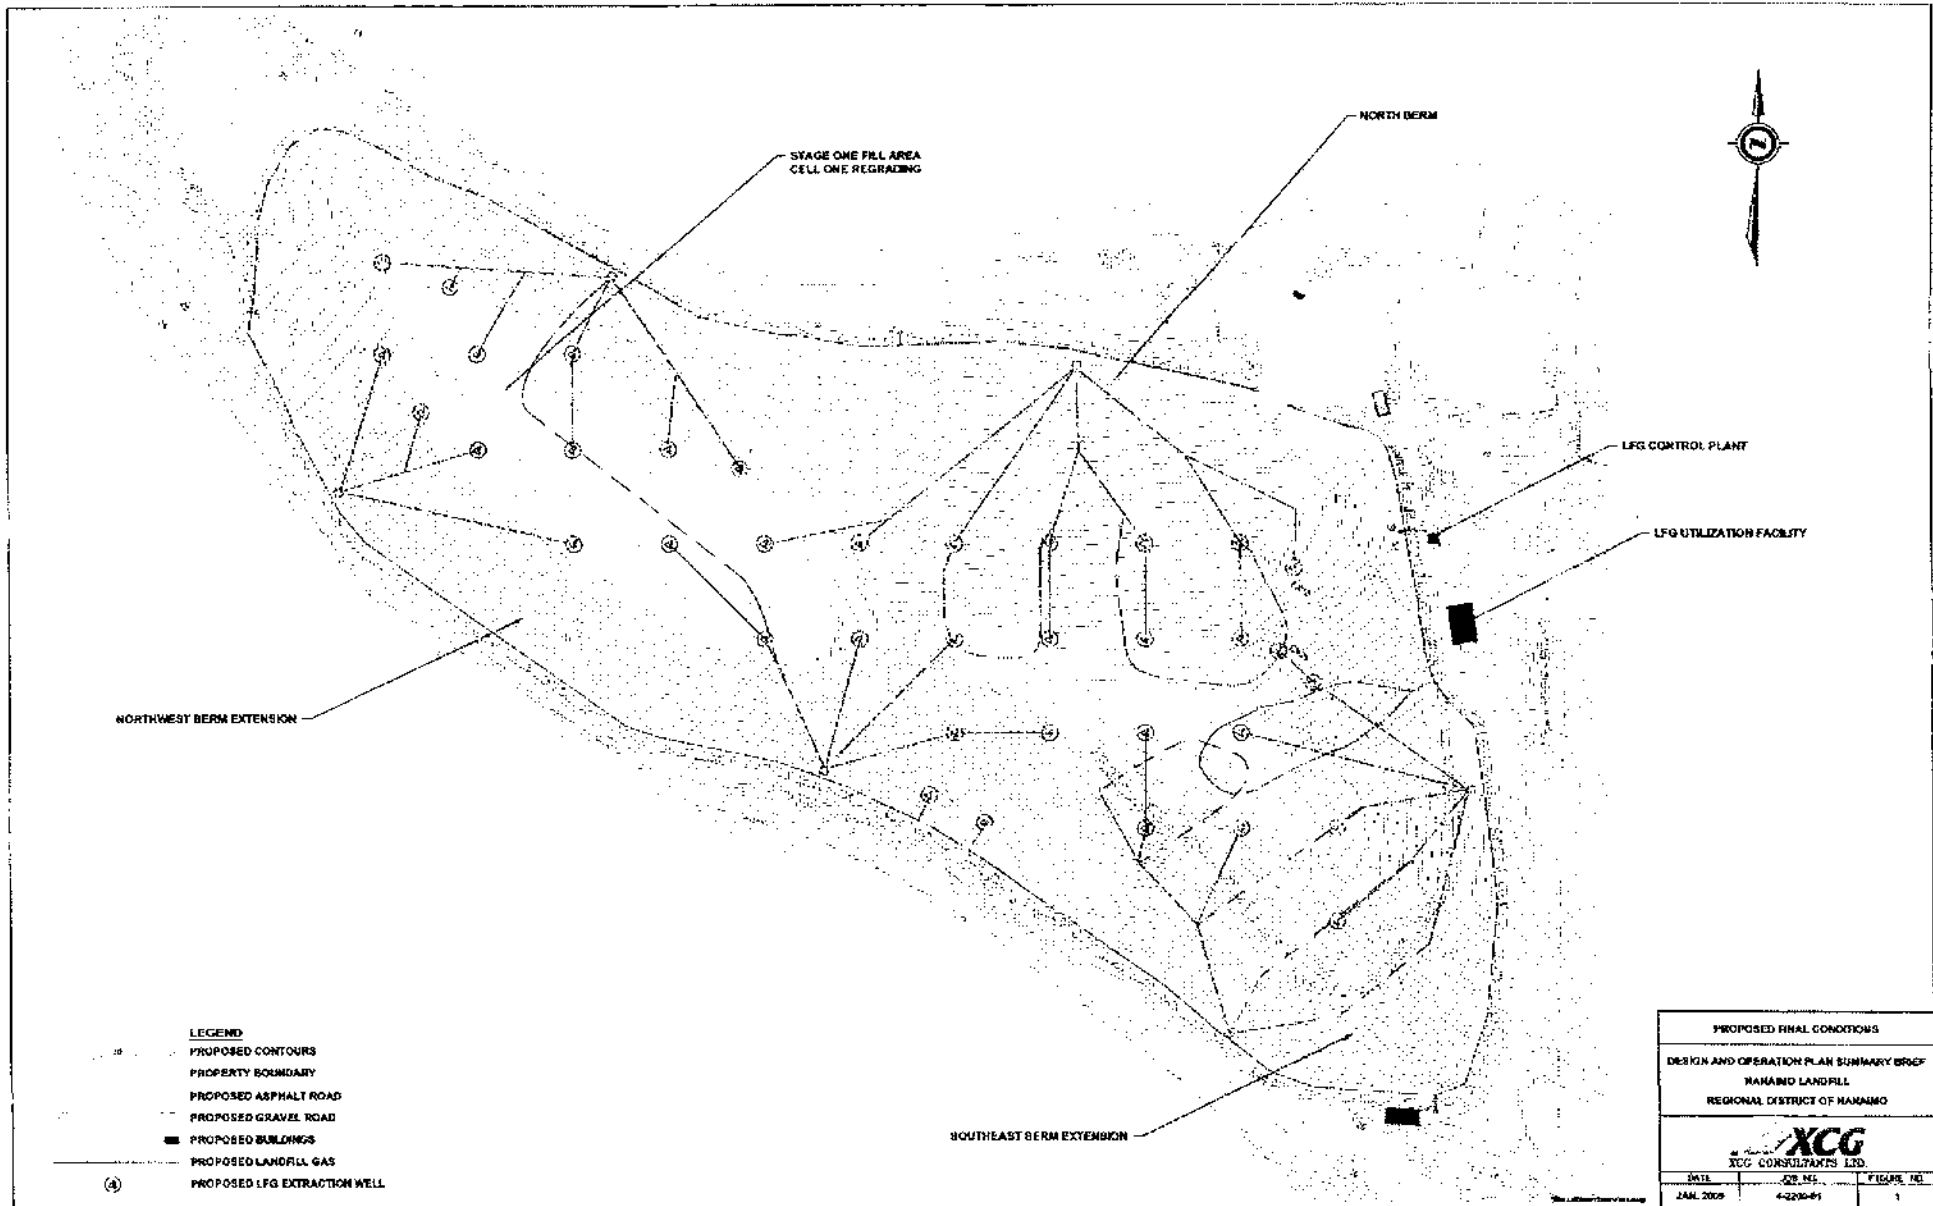 NORTH BERM
STAGE ONE FILL AREA
CELL ONE REGRADING
N
LFG CONTROL PLANT
LFG UTILIZATION FACILITY
NORTHWEST BERM EXTENSION
SOUTHEAST BERM EXTENSION
LEGEND
PROPOSED CONTOURS
PROPERTY BOUNDARY
PROPOSED ASPHALT ROAD
PROPOSED GRAVEL ROAD
PROPOSED BUILDINGS
PROPOSED LANDFILL GAS
PROPOSED LFG EXTRACTION WELL
PROPOSED FINAL CONDITIONS
DESIGN AND OPERATION PLAN SUMMARY BRIEF
NANAIMO LANDFILL
REGIONAL DISTRICT OF NANAIMO
XCG
XCG CONSULTANTS LTD.
DATE JOB NO. FIGURE NO.
JAN. 2009 1